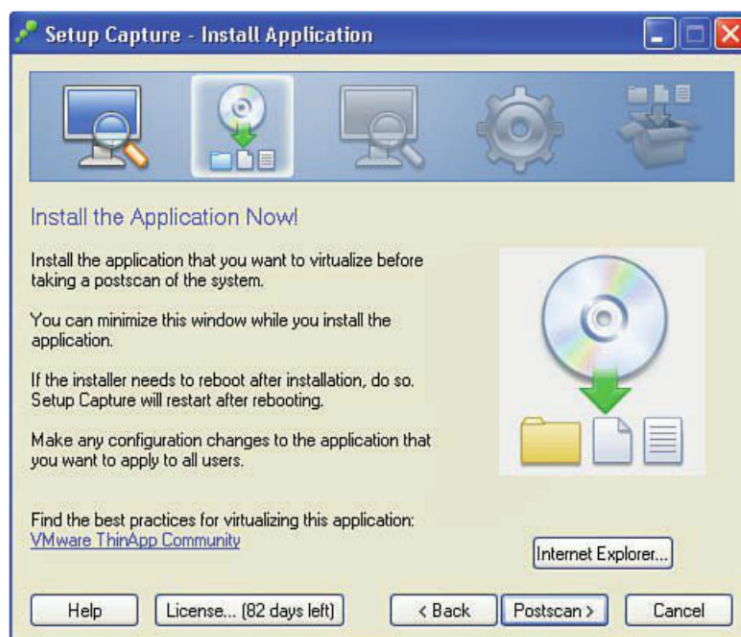 Setup Capture - Install Application
Install the Application Now!
Install the application that you want to virtualize before
taking a postscan of the system.
You can minimize this window while you install the
application.
If the installer needs to reboot after installation, do so.
Setup Capture will restart after rebooting.
Make any configuration changes to the application that
you want to apply to all users.
Find the best practices for virtualizing this application:
VMware ThinApp Community
Internet Explorer...
Help License... (82 days left) < Back Postscan > Cancel